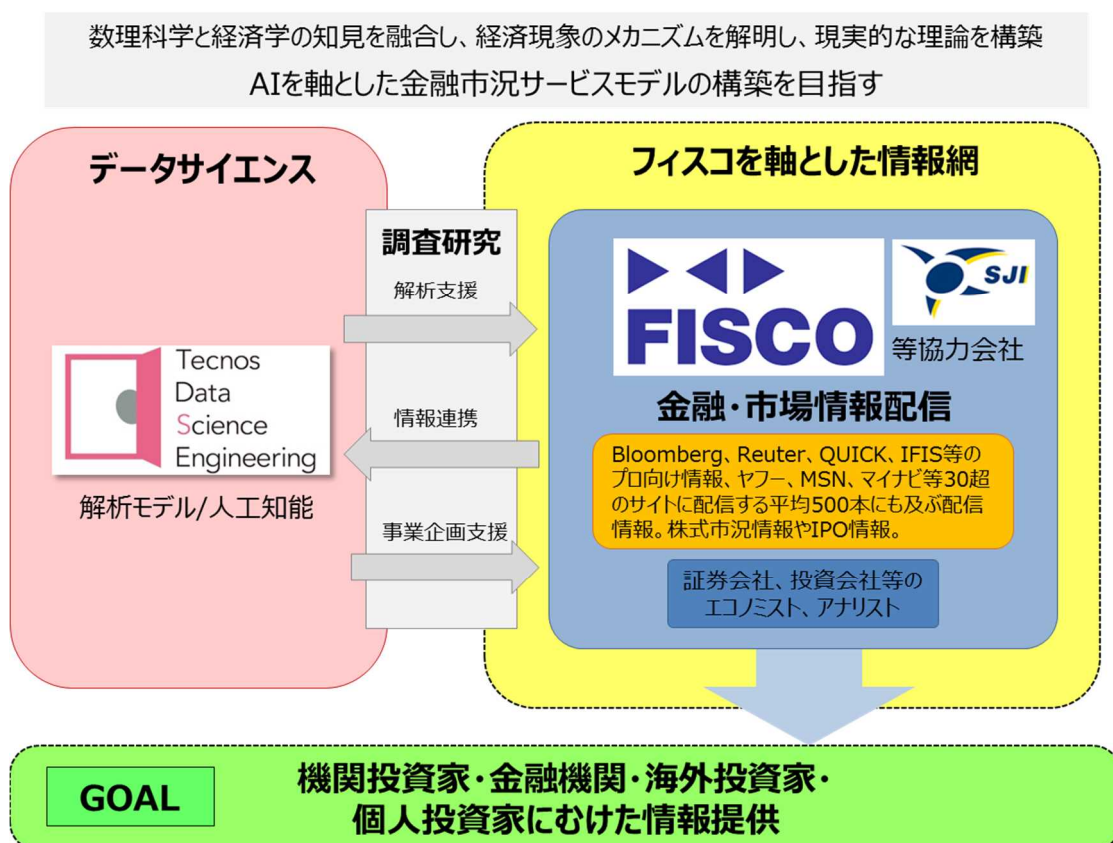 数理科学と経済学の知見を融合し、経済現象のメカニズムを解明し、現実的な理論を構築
AIを軸とした金融市況サービスモデルの構築を目指す
データサイエンス
Tecnos
Data
Science
Engineering
解析モデル/人工知能
調査研究
解析支援
情報連携
事業企画支援
フィスコを軸とした情報網
FISCO
SJI
等協力会社
金融・市場情報配信
Bloomberg、Reuter、QUICK、IFIS等の
プロ向け情報、ヤフー、MSN、マイナビ等30超
のサイトに配信する平均500本にも及ぶ配信
情報。株式市況情報やIPO情報。
証券会社、投資会社等の
エコノミスト、アナリスト
GOAL
機関投資家・金融機関・海外投資家・
個人投資家にむけた情報提供